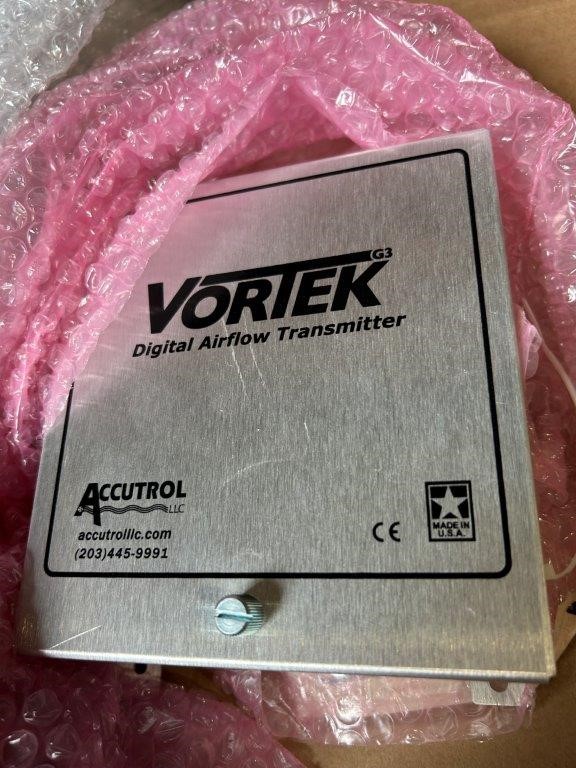 VORTEK G3
Digital Airflow Transmitter
ACCUTROL LLC
accutrolllc.com
(203)445-9991
CE
MADE IN
U.S.A.